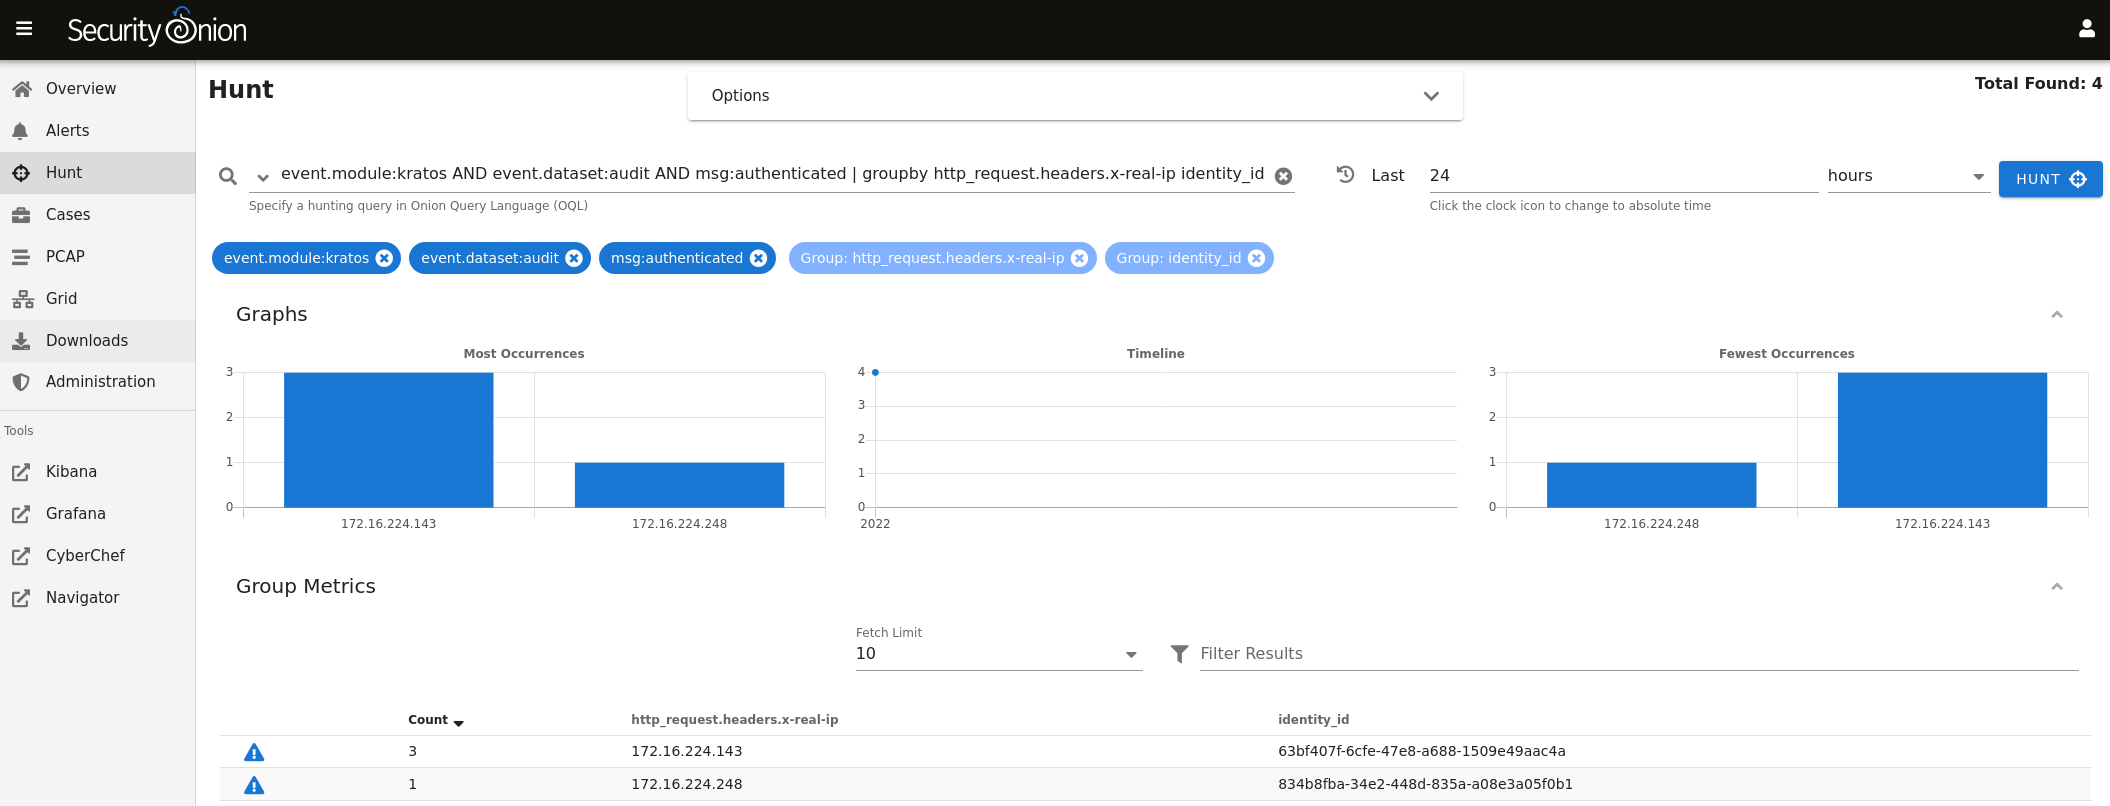 Security Onion
Overview
Alerts
Hunt
Cases
PCAP
Grid
Downloads
Administration
Tools
Kibana
Grafana
CyberChef
Navigator
Hunt
Options
Total Found: 4
event.module:kratos AND event.dataset:audit AND msg:authenticated | groupby http_request.headers.x-real-ip identity_id
Specify a hunting query in Onion Query Language (OQL)
Last 24 hours
Click the clock icon to change to absolute time
HUNT
event.module:kratos event.dataset:audit msg:authenticated Group: http_request.headers.x-real-ip Group: identity_id
Graphs
Most Occurrences
3
2
1
0
172.16.224.143 172.16.224.248
Timeline
4
3
2
1
0
2022
Fewest Occurrences
3
2
1
0
172.16.224.248 172.16.224.143
Group Metrics
Fetch Limit
10
Filter Results
Count http_request.headers.x-real-ip identity_id
3 172.16.224.143 63bf407f-6cfe-47e8-a688-1509e49aac4a
1 172.16.224.248 834b8fba-34e2-448d-835a-a08e3a05f0b1